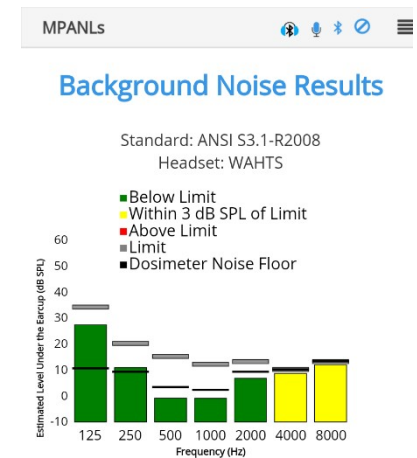 MPANLs
Background Noise Results
Standard: ANSI S3.1-R2008
Headset: WAHTS
Below Limit
Within 3 dB SPL of Limit
Above Limit
Limit
Dosimeter Noise Floor
Estimated Level Under the Earcup (dB SPL)
60
50
40
30
20
10
0
-10
125 250 500 1000 2000 4000 8000
Frequency (Hz)